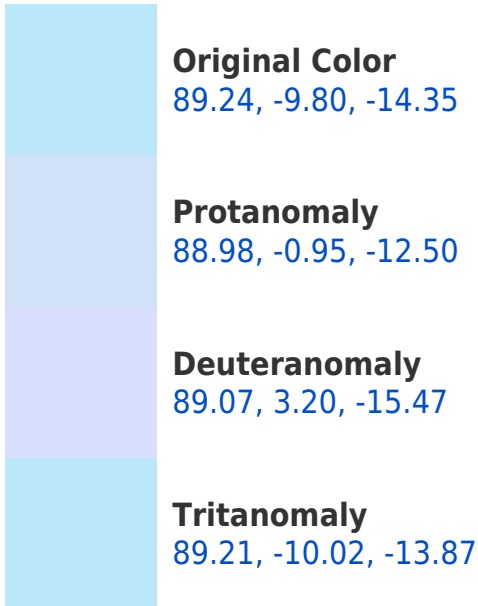 Original Color
89.24, -9.80, -14.35
Protanomaly
88.98, -0.95, -12.50
Deuteranomaly
89.07, 3.20, -15.47
Tritanomaly
89.21, -10.02, -13.87